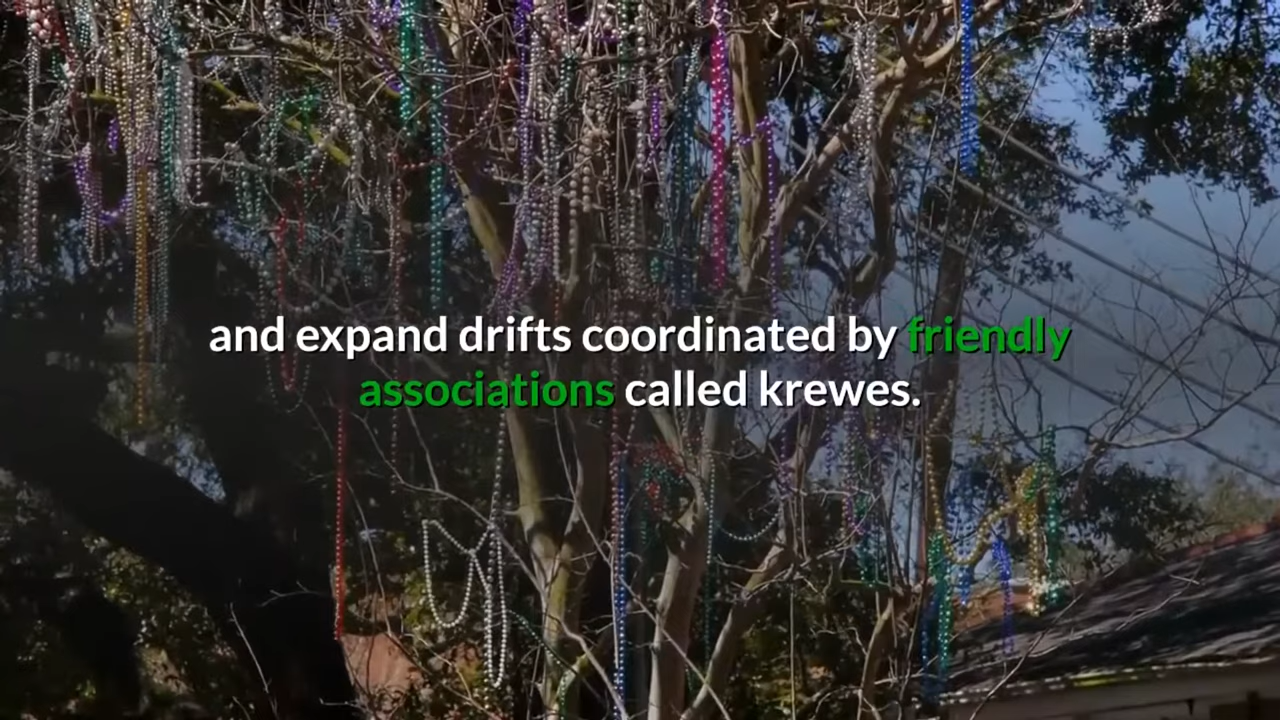 and expand drifts coordinated by friendly
associations called krewes.